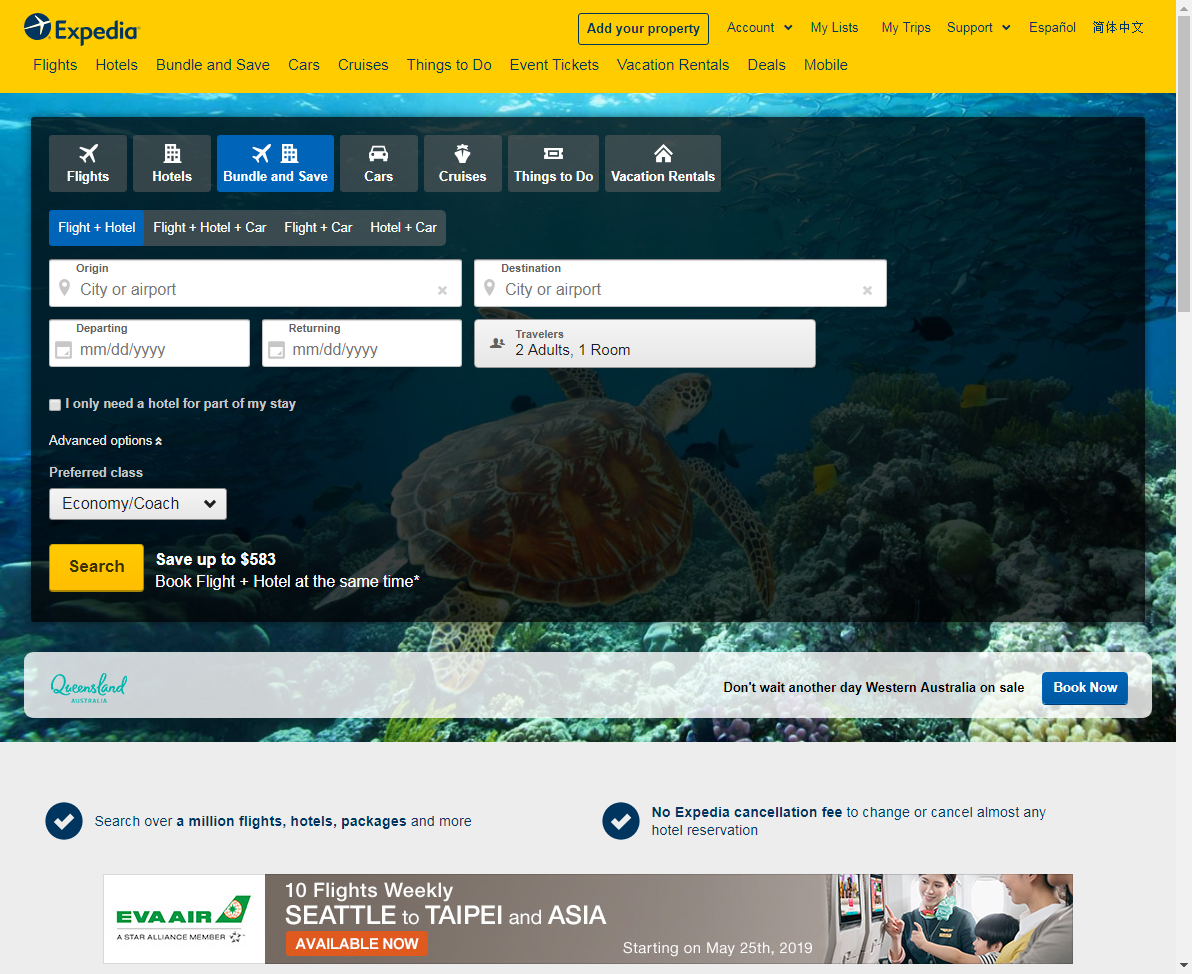 Expedia
Add your property
Account
My Lists
My Trips
Support
Español
简体中文
Flights
Hotels
Bundle and Save
Cars
Cruises
Things to Do
Event Tickets
Vacation Rentals
Deals
Mobile
Flights
Hotels
Bundle and Save
Cars
Cruises
Things to Do
Vacation Rentals
Flight + Hotel
Flight + Hotel + Car
Flight + Car
Hotel + Car
Origin
City or airport
Destination
City or airport
Departing
mm/dd/yyyy
Returning
mm/dd/yyyy
Travelers
2 Adults, 1 Room
I only need a hotel for part of my stay
Advanced options
Preferred class
Economy/Coach
Search
Save up to $583
Book Flight + Hotel at the same time*
Queensland
AUSTRALIA
Don't wait another day Western Australia on sale
Book Now
Search over a million flights, hotels, packages and more
No Expedia cancellation fee to change or cancel almost any
hotel reservation
EVA AIR
A STAR ALLIANCE MEMBER
10 Flights Weekly
SEATTLE to TAIPEI and ASIA
AVAILABLE NOW
Starting on May 25th, 2019